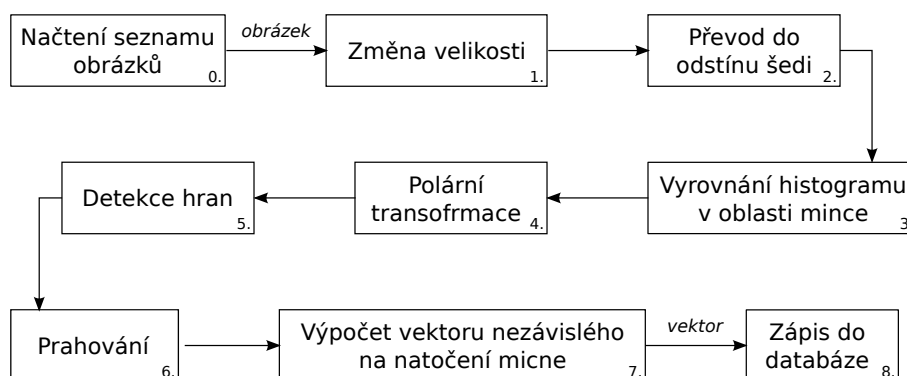 Načtení seznamu
obrázků
0.
obrázek
Změna velikosti
1.
Převod do
odstínu šedi
2.
Vyrovnání histogramu
v oblasti mince
3
Polární
transofrmace
4.
Detekce hran
5.
Prahování
6.
Výpočet vektoru nezávislého
na natočení micne
7.
vektor
Zápis do
databáze
8.